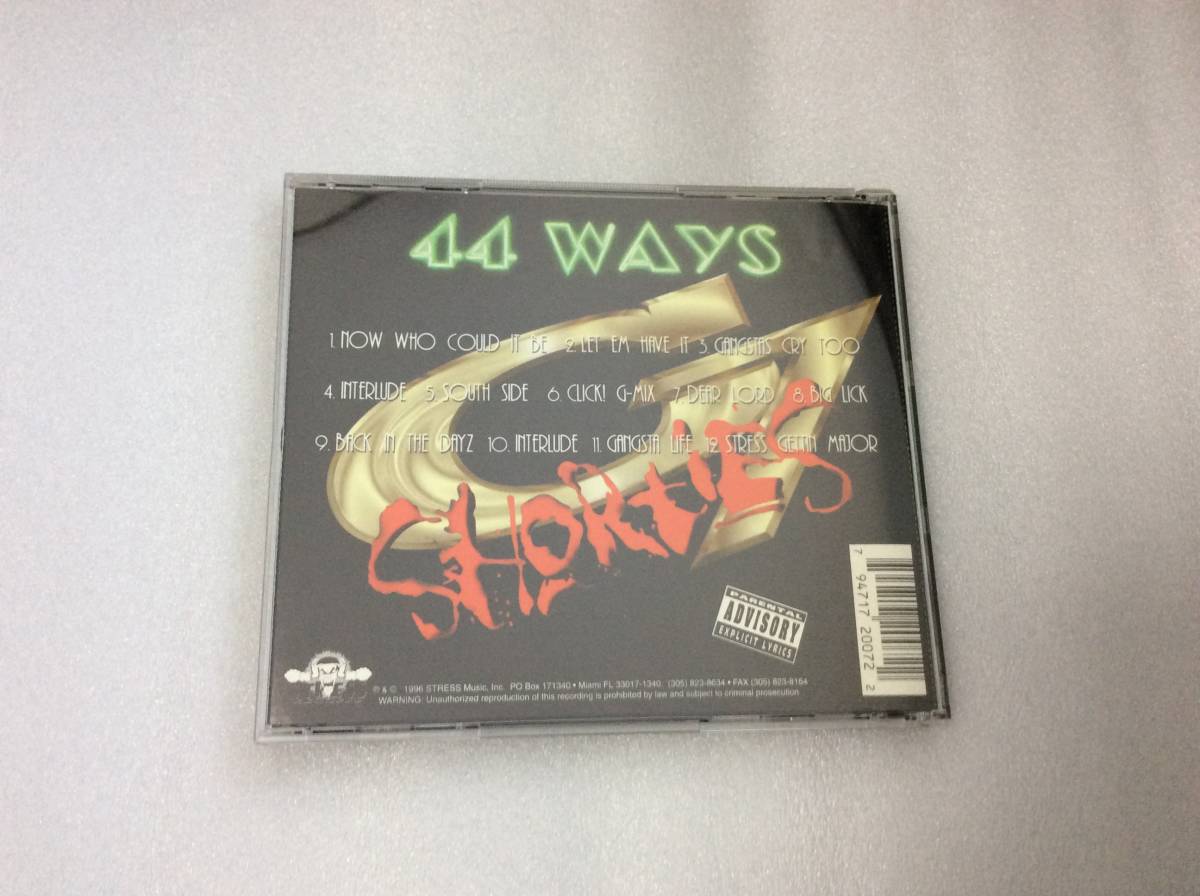 44 WAYS
1. NOW WHO COULD IT BE 2. LET EM HAVE IT 3. GANGSTAS CRY TOO
4. INTERLUDE 5. SOUTH SIDE 6. CLICK! G-MIX 7. DEAR LORD 8. BIG LICK
9. BACK IN THE DAYZ 10. INTERLUDE 11. GANGSTA LIFE 12. STRESS GETTIN MAJOR
G
SHORTIES
PARENTAL
ADVISORY
EXPLICIT LYRICS
7 94717 20072 2
℗ & © 1996 STRESS Music, Inc. PO Box 171340 • Miami FL 33017-1340 (305) 823-8634 • FAX (305) 823-8164
WARNING: Unauthorized reproduction of this recording is prohibited by law and subject to criminal prosecution